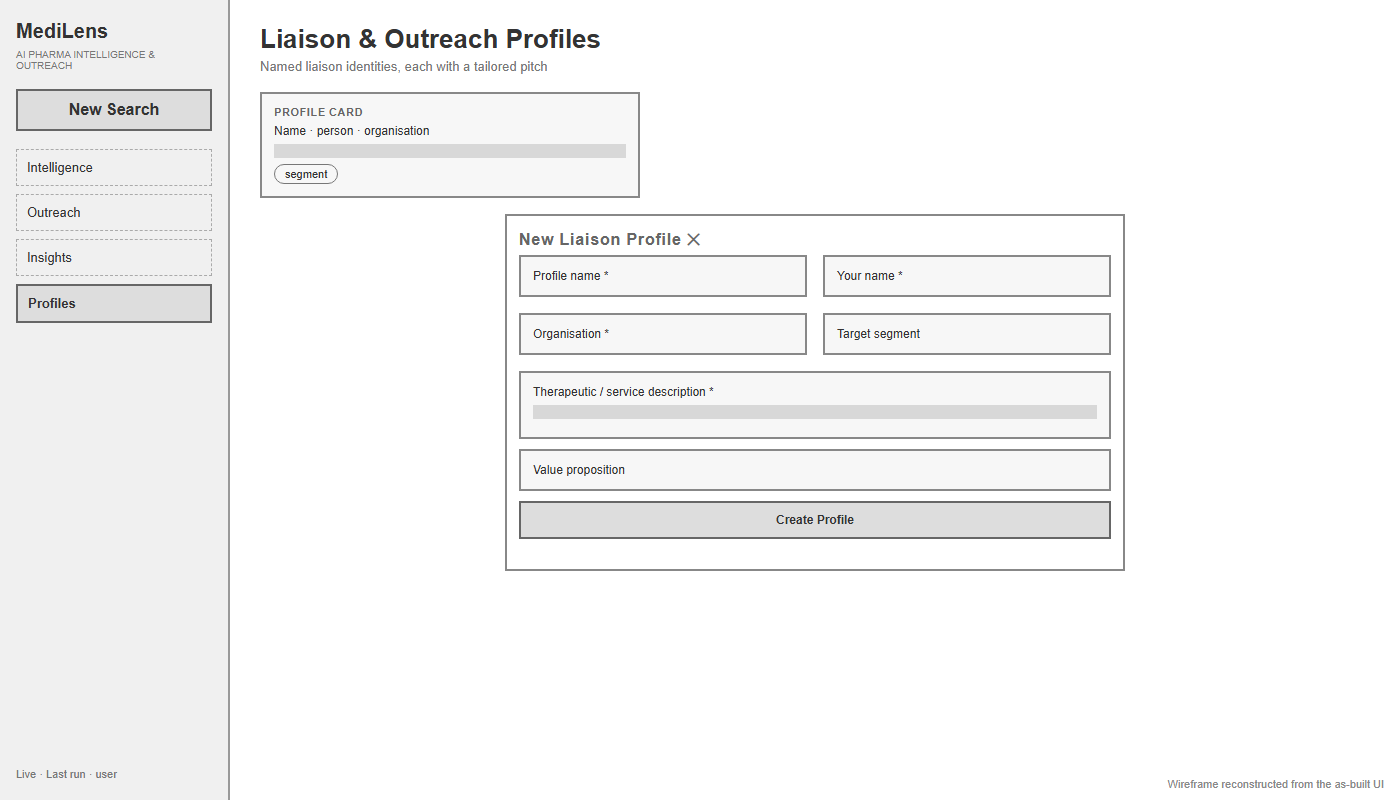 MediLens
AI PHARMA INTELLIGENCE &
OUTREACH
New Search
Intelligence
Outreach
Insights
Profiles
Live · Last run · user
Liaison & Outreach Profiles
Named liaison identities, each with a tailored pitch
PROFILE CARD
Name · person · organisation
segment
New Liaison Profile ✕
Profile name *
Your name *
Organisation *
Target segment
Therapeutic / service description *
Value proposition
Create Profile
Wireframe reconstructed from the as-built UI